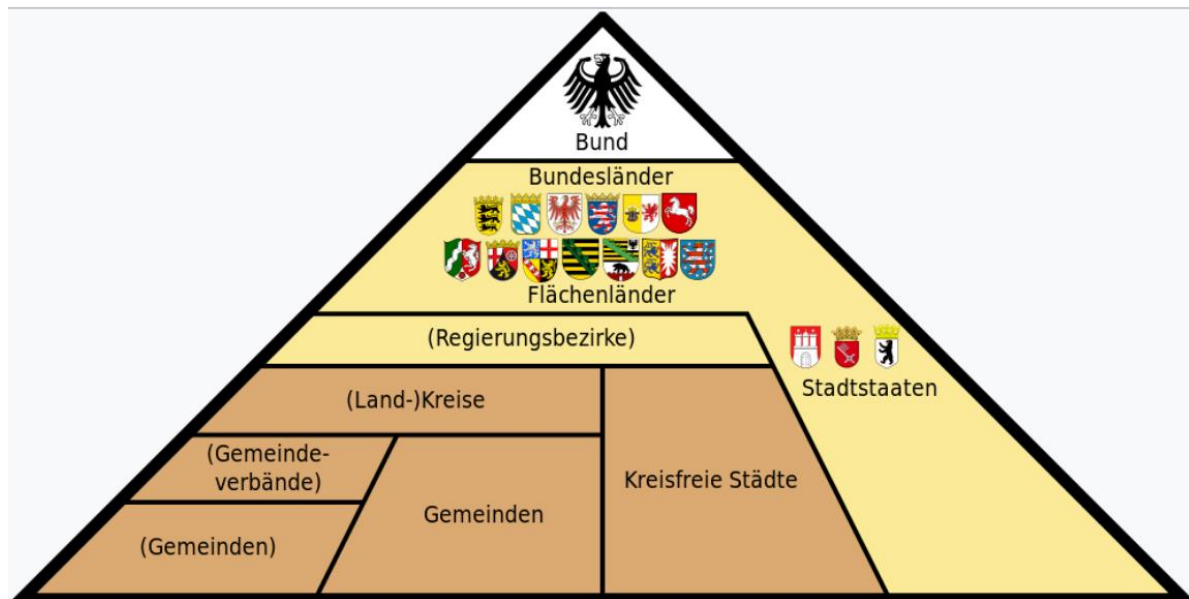 Bund
Bundesländer
Flächenländer
(Regierungsbezirke)
Stadtstaaten
(Land-)Kreise
(Gemeinde-
verbände)
Kreisfreie Städte
Gemeinden
(Gemeinden)